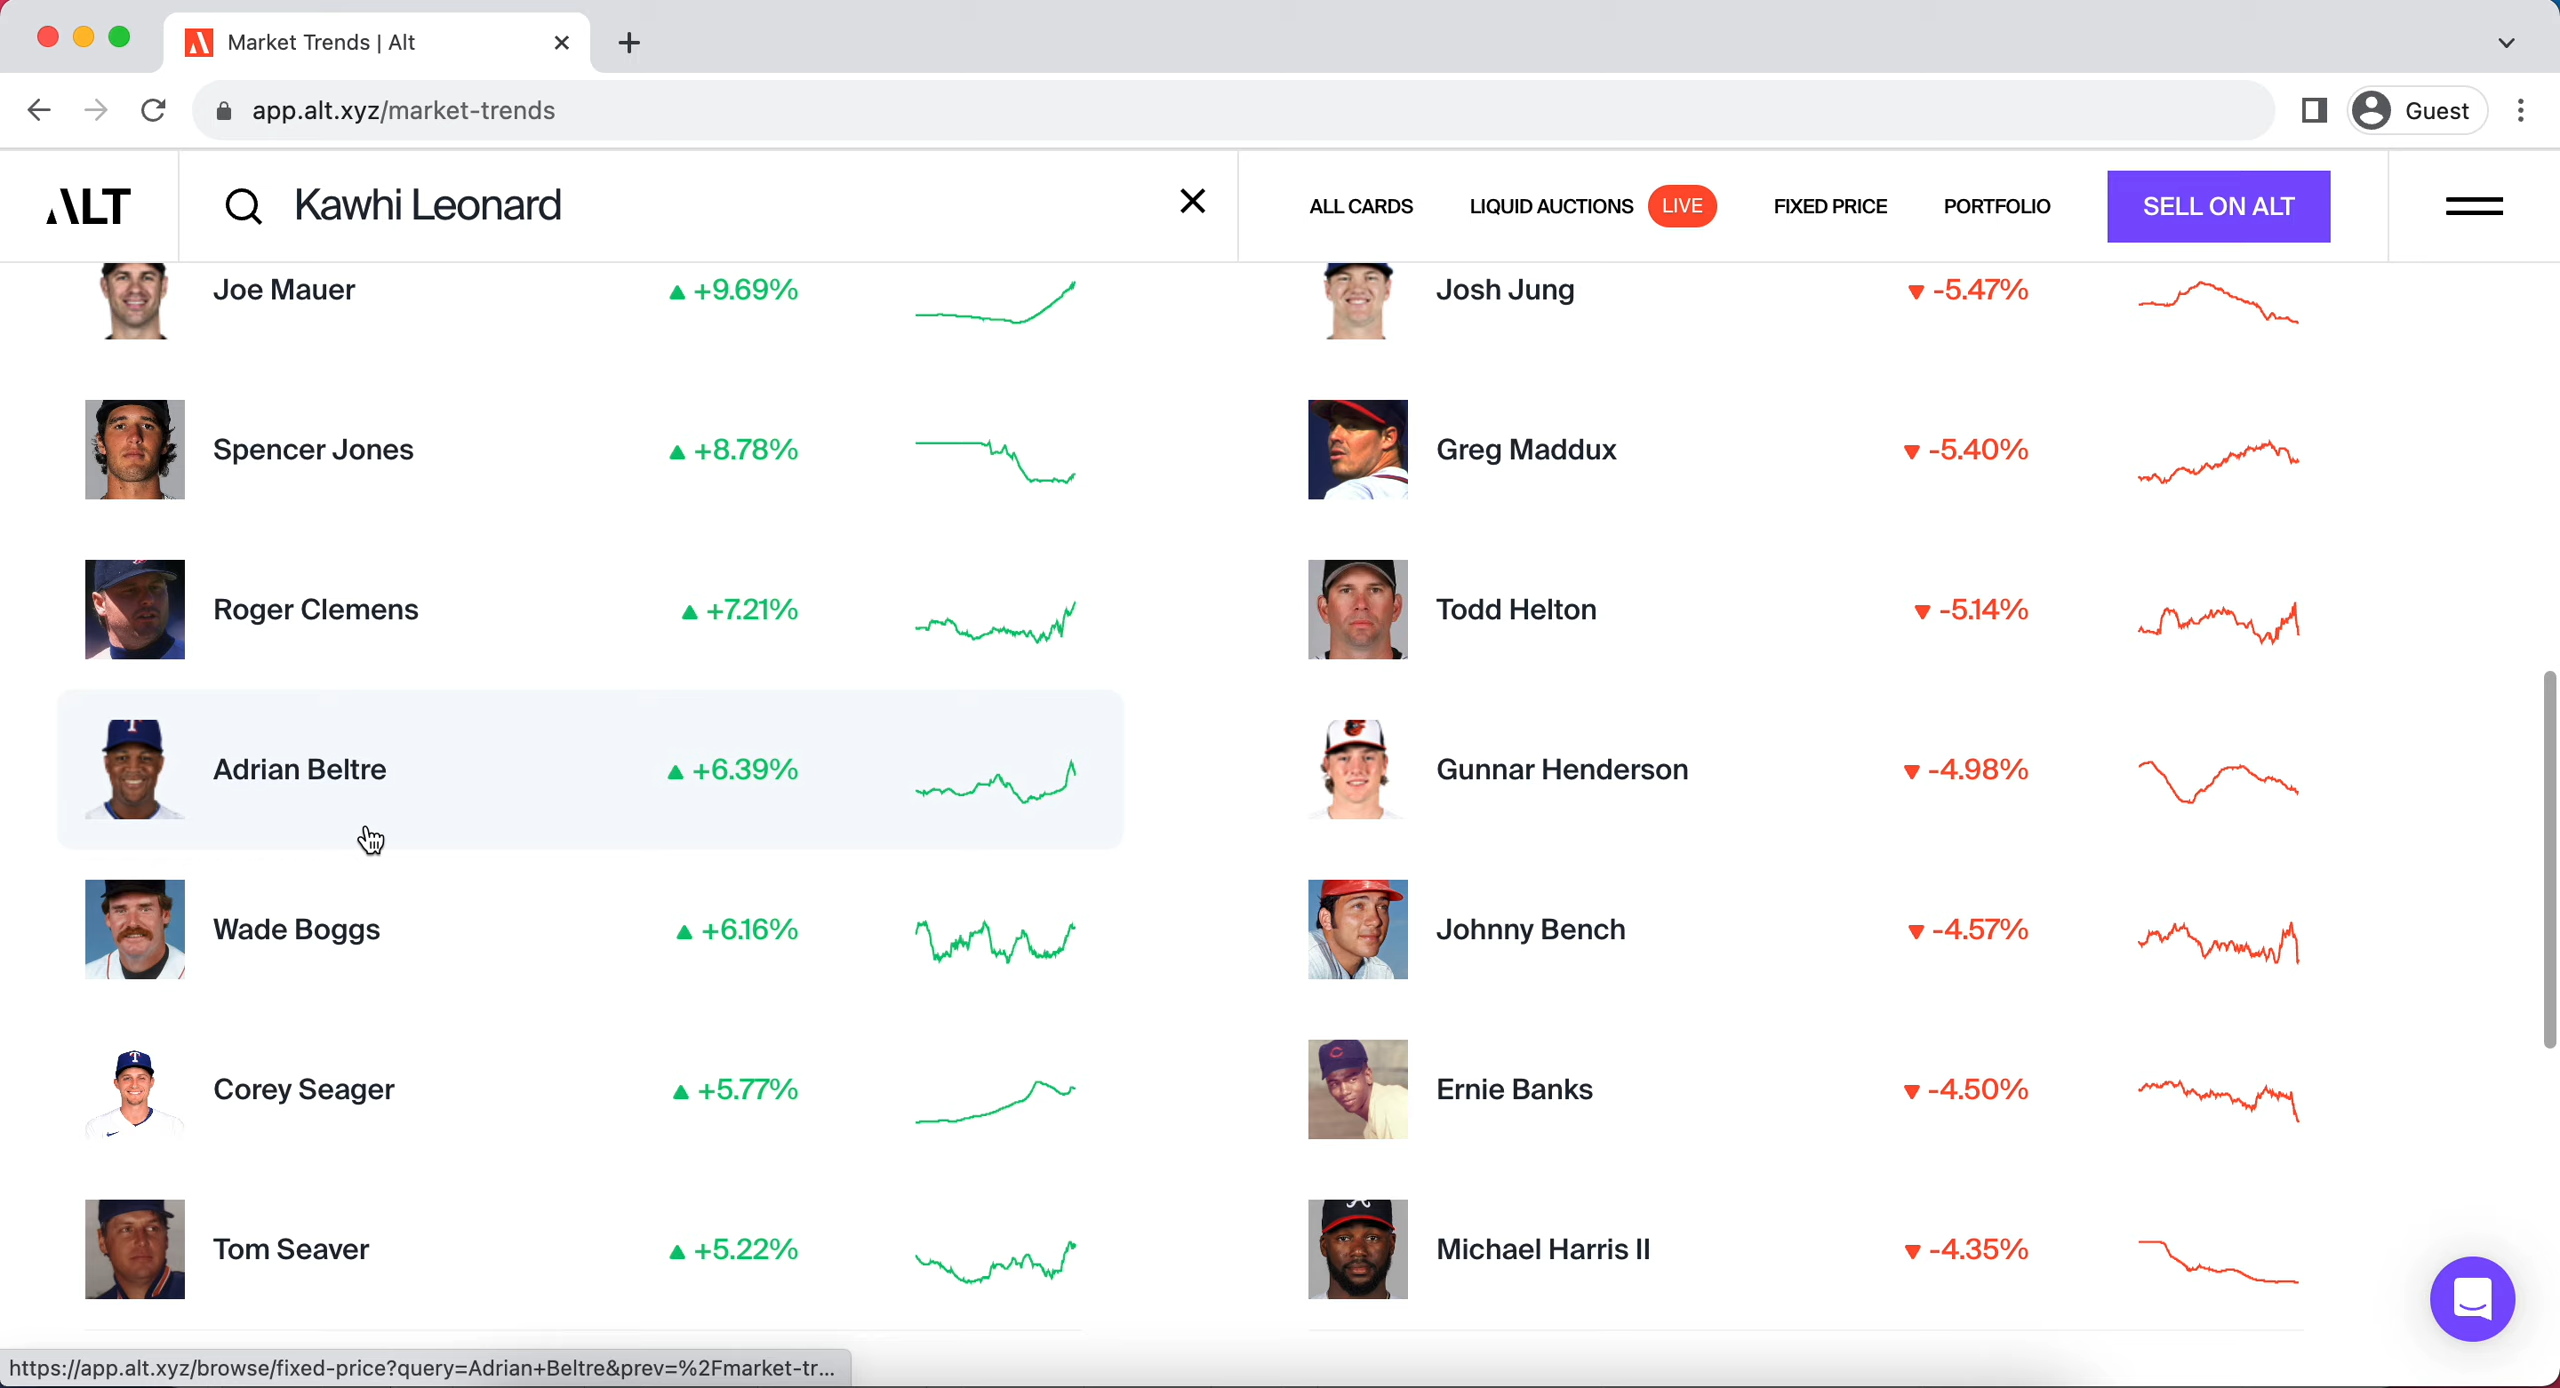 Market Trends | Alt
app.alt.xyz/market-trends
Guest
ALT
Kawhi Leonard
ALL CARDS
LIQUID AUCTIONS LIVE
FIXED PRICE
PORTFOLIO
SELL ON ALT
Joe Mauer +9.69%
Josh Jung -5.47%
Spencer Jones +8.78%
Greg Maddux -5.40%
Roger Clemens +7.21%
Todd Helton -5.14%
Adrian Beltre +6.39%
Gunnar Henderson -4.98%
Wade Boggs +6.16%
Johnny Bench -4.57%
Corey Seager +5.77%
Ernie Banks -4.50%
Tom Seaver +5.22%
Michael Harris II -4.35%
https://app.alt.xyz/browse/fixed-price?query=Adrian+Beltre&prev=%2Fmarket-tr...